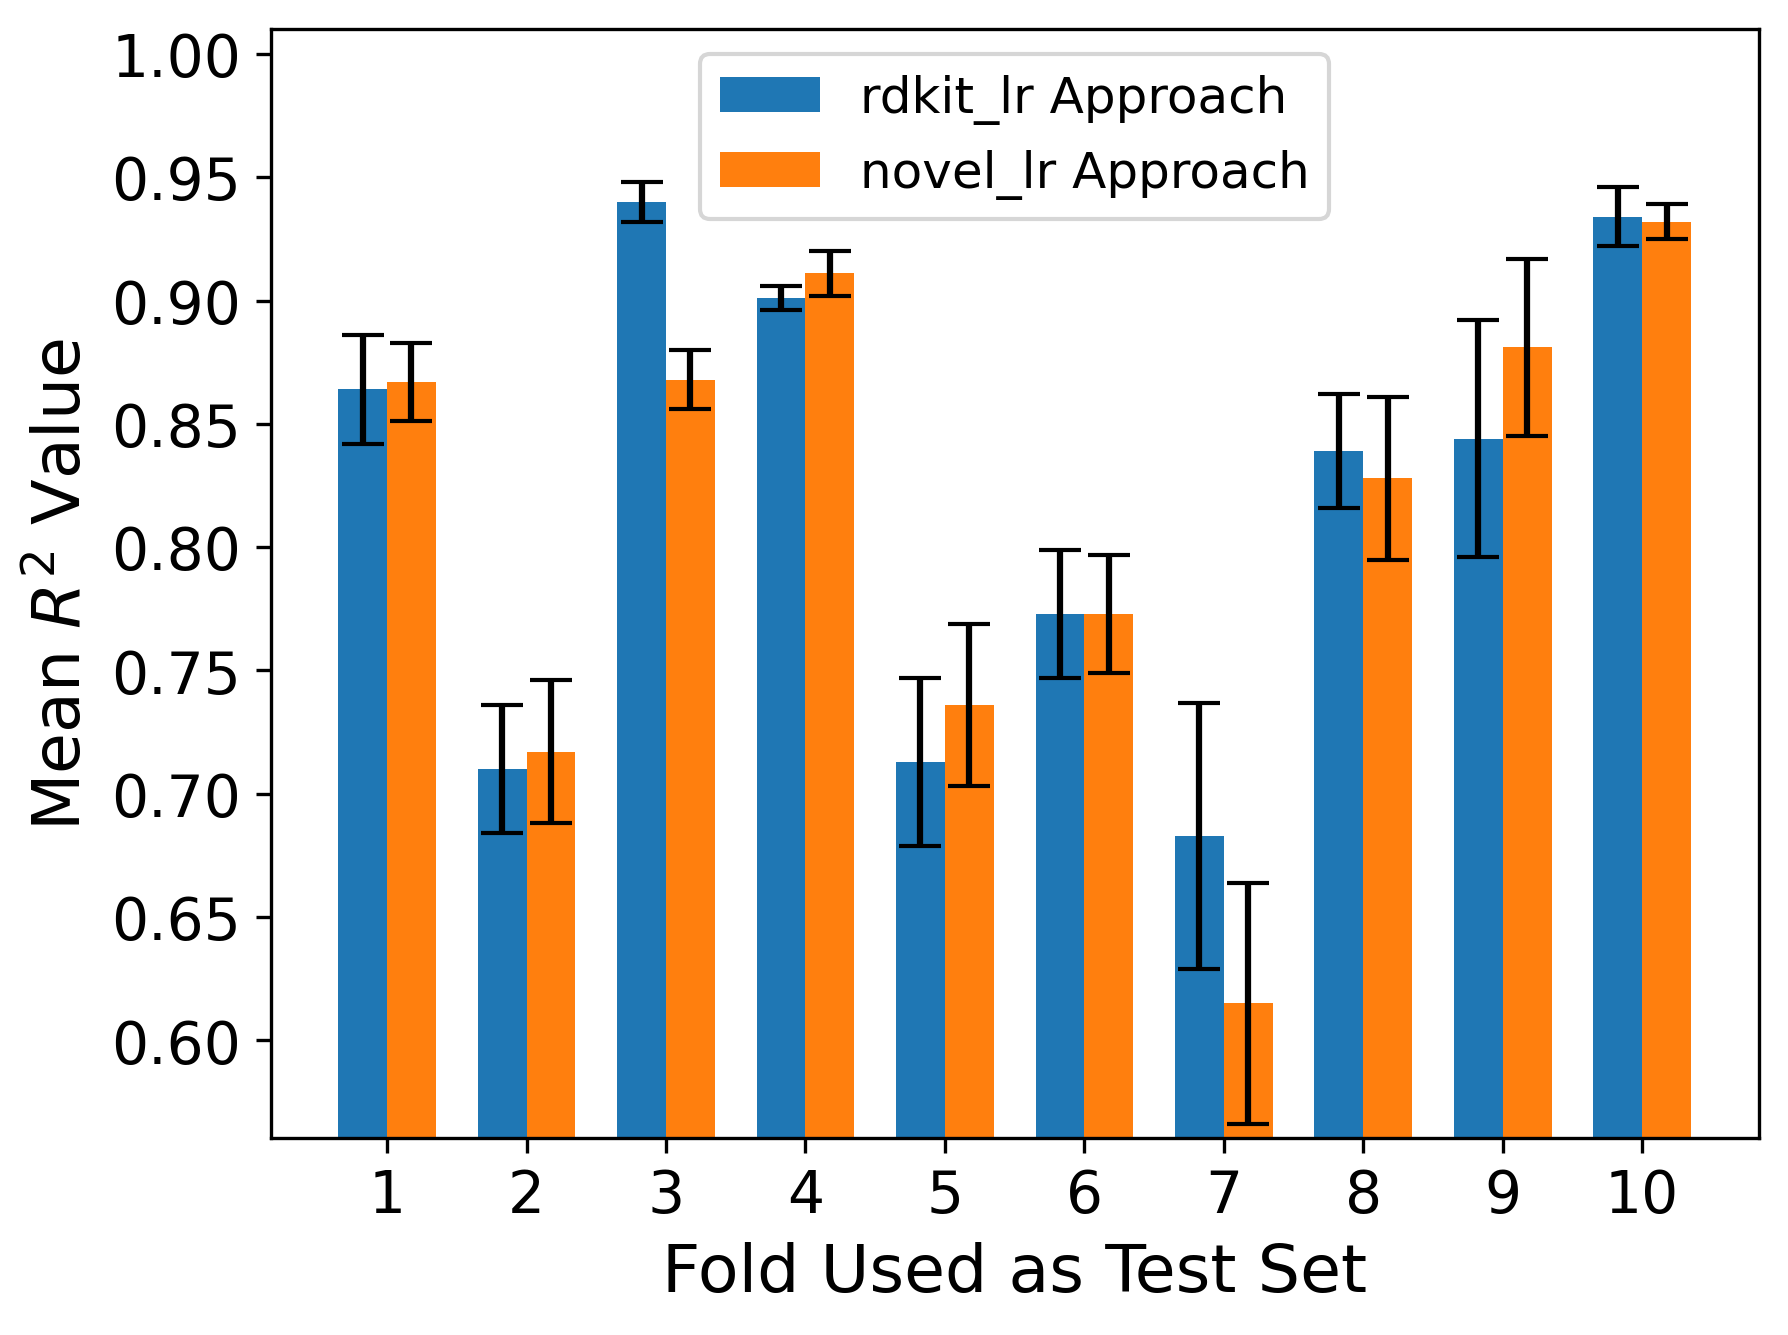 1.00
0.95
0.90
0.85
0.80
0.75
0.70
0.65
0.60
Mean R² Value
rdkit_lr Approach
novel_lr Approach
1 2 3 4 5 6 7 8 9 10
Fold Used as Test Set